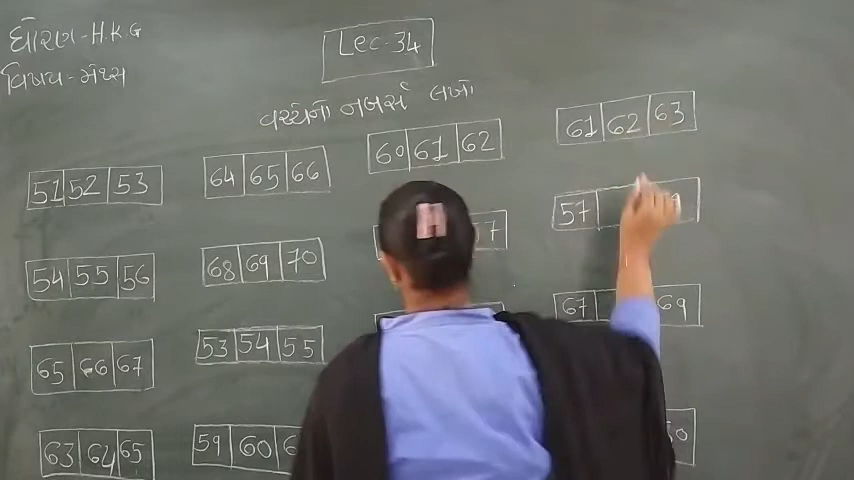 ધોરણ - H.K.G
વિષય - મેથ્સ
Lec-34
વચ્ચેનો નંબર્સ લખો
51 52 53
64 65 66
60 61 62
61 62 63
54 55 56
68 69 70
7
57
65 66 67
53 54 55
67 69
63 64 65
59 60 6